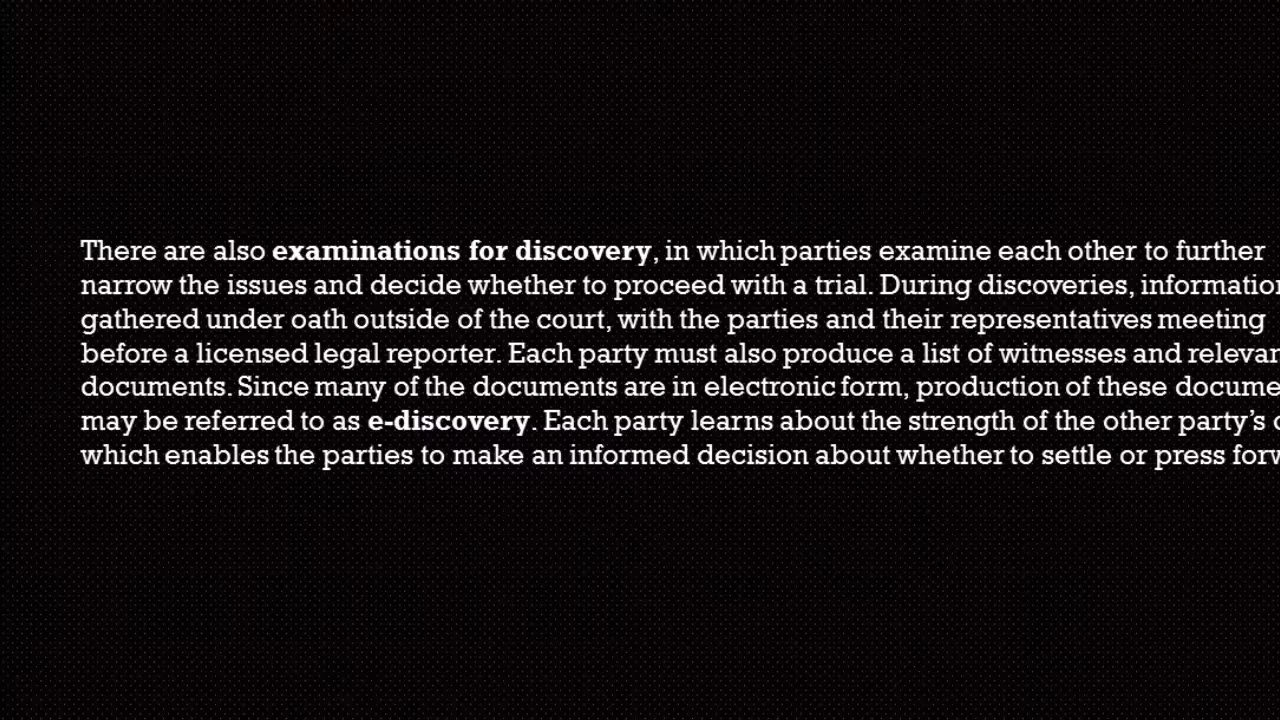 There are also examinations for discovery, in which parties examine each other to further
narrow the issues and decide whether to proceed with a trial. During discoveries,
gathered under oath outside of the court, with the parties and their representatives meeting
before a licensed legal reporter. Each party must also produce a list of witnesses and
documents. Since many of the documents are in electronic form, production of these
may be referred to as e-discovery. Each party learns about the strength of the other party’s
which enables the parties to make an informed decision about whether to settle or press